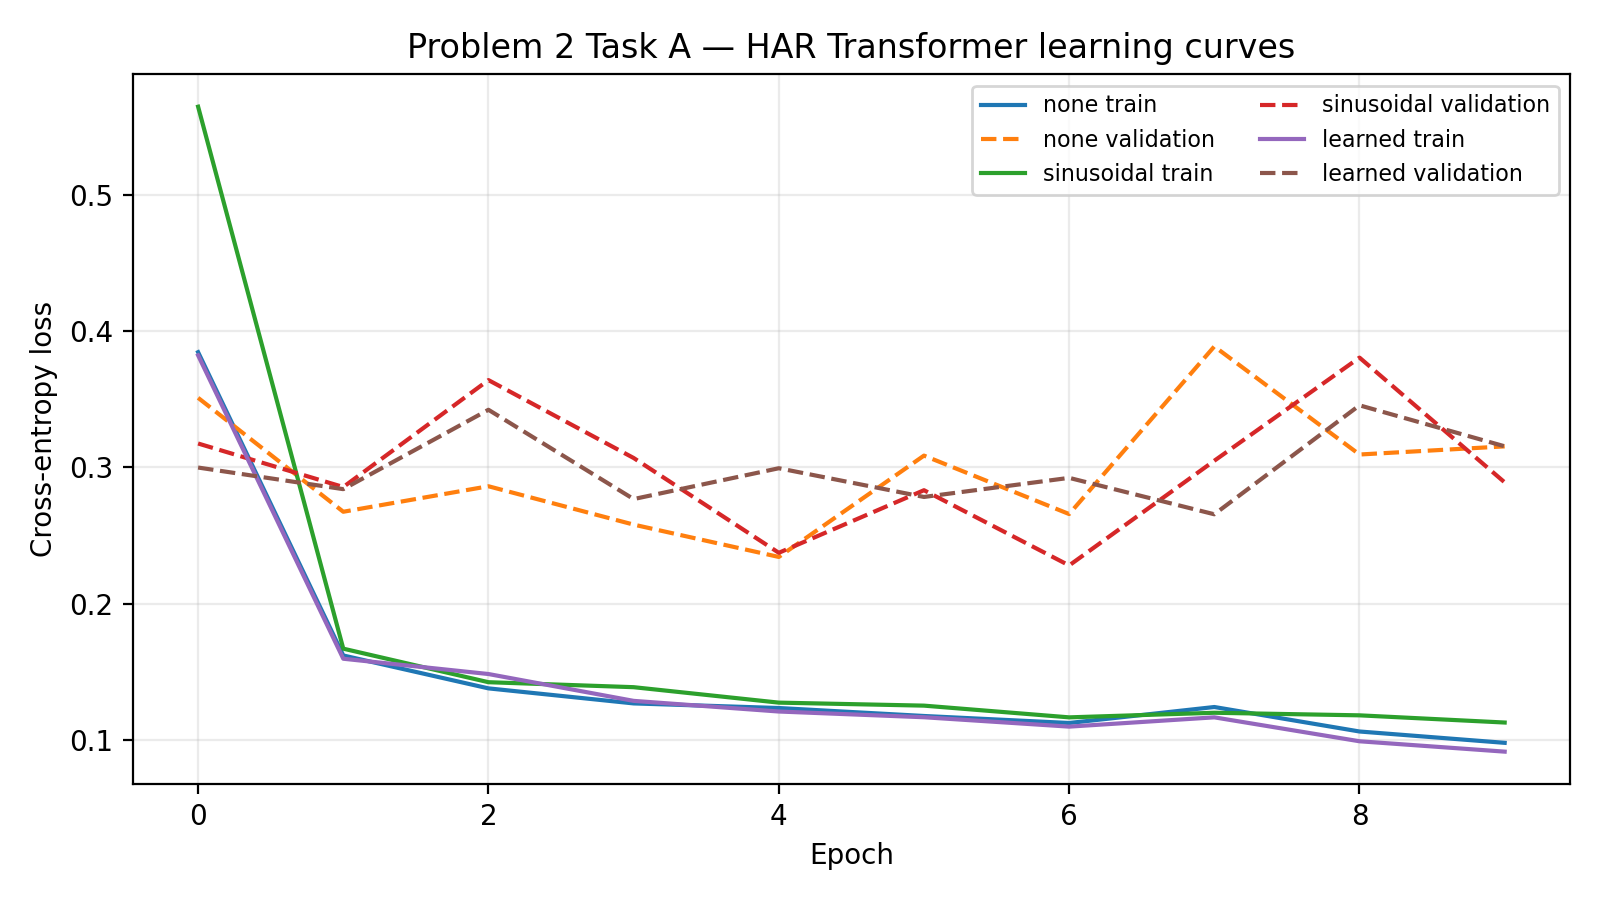 Problem 2 Task A — HAR Transformer learning curves
none train
none validation
sinusoidal train
sinusoidal validation
learned train
learned validation
Cross-entropy loss
0.5
0.4
0.3
0.2
0.1
0 2 4 6 8
Epoch